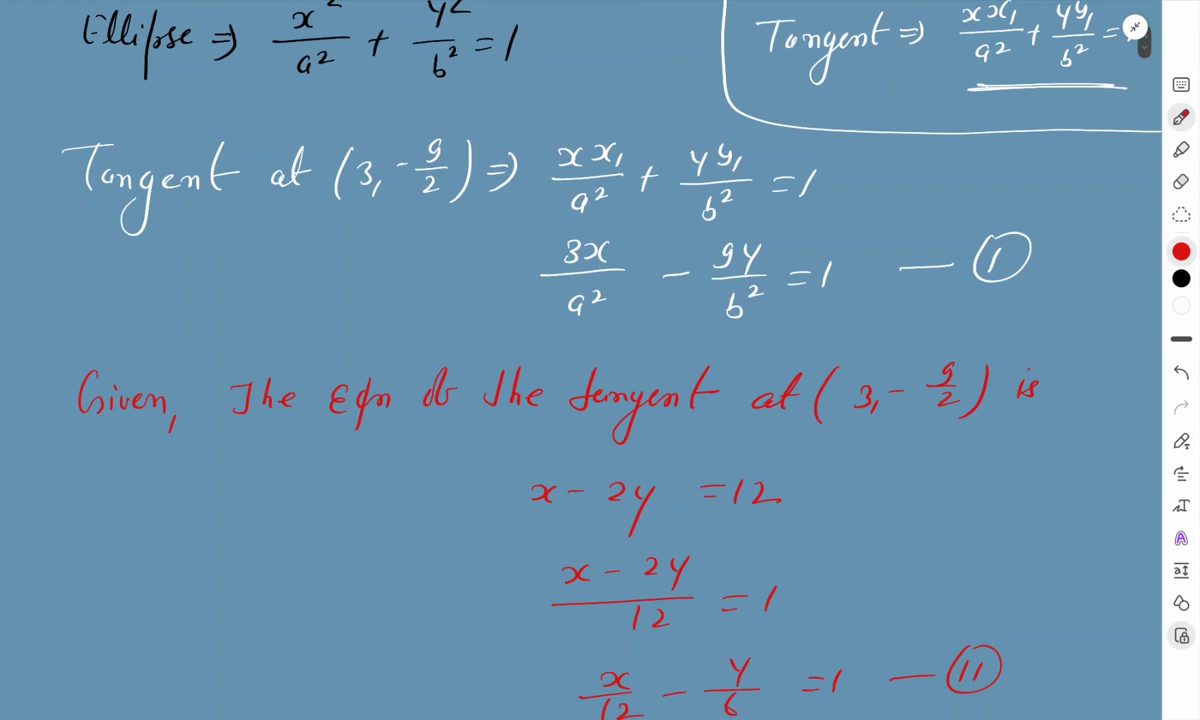 Ellipse ⇒ x²/a² + y²/b² = 1
Tangent ⇒ xx₁/a² + yy₁/b² =
Tangent at (3, -9/2) ⇒ xx₁/a² + yy₁/b² = 1
3x/a² - 9y/b² = 1 — ①
Given, The Eqn of the tangent at (3, -9/2) is
x - 2y = 12
(x - 2y)/12 = 1
x/12 - y/6 = 1 — ⑪